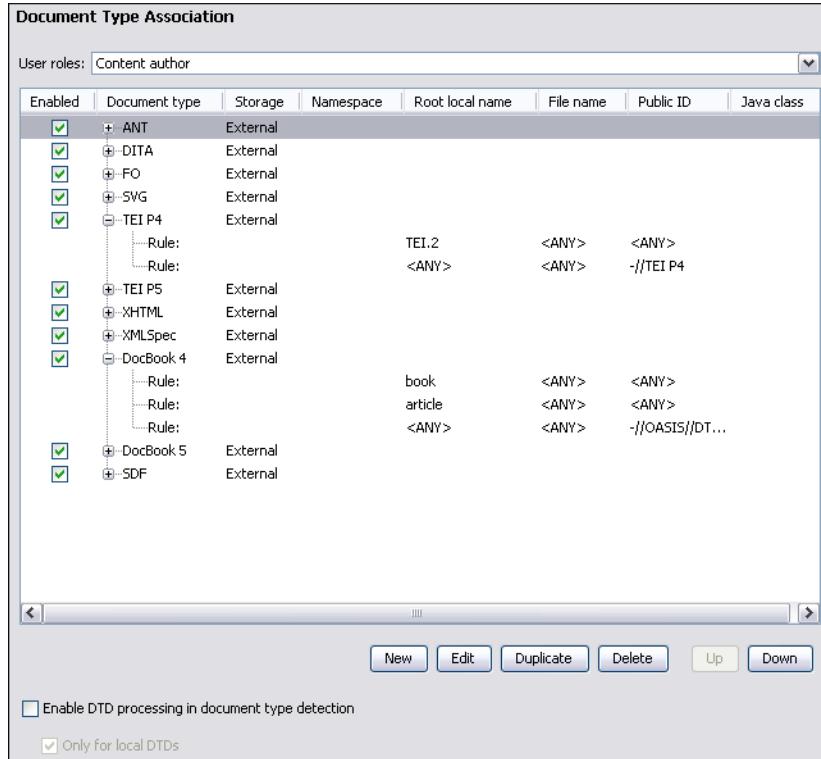 Document Type Association
User roles: Content author
Enabled Document type Storage Namespace Root local name File name Public ID Java class
ANT External
DITA External
FO External
SVG External
TEI P4 External
Rule: TEI.2 <ANY> <ANY>
Rule: <ANY> <ANY> -//TEI P4
TEI P5 External
XHTML External
XMLSpec External
DocBook 4 External
Rule: book <ANY> <ANY>
Rule: article <ANY> <ANY>
Rule: <ANY> <ANY> -//OASIS//DT...
DocBook 5 External
SDF External
New Edit Duplicate Delete Up Down
Enable DTD processing in document type detection
Only for local DTDs